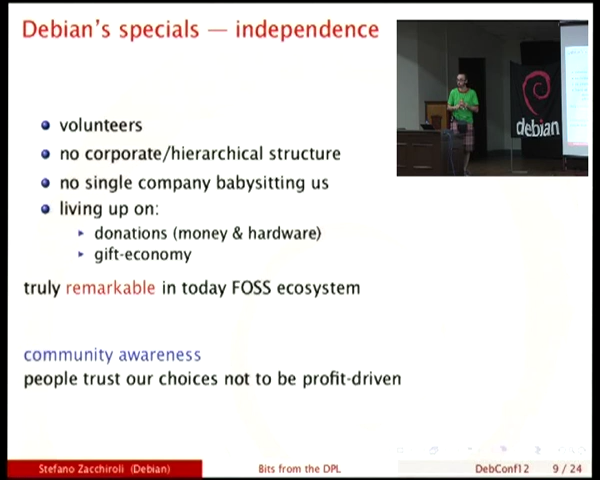 Debian's specials — independence
volunteers
no corporate/hierarchical structure
no single company babysitting us
living up on:
donations (money & hardware)
gift-economy
truly remarkable in today FOSS ecosystem
community awareness
people trust our choices not to be profit-driven
debian
Stefano Zacchiroli (Debian)
Bits from the DPL
DebConf12
9 / 24